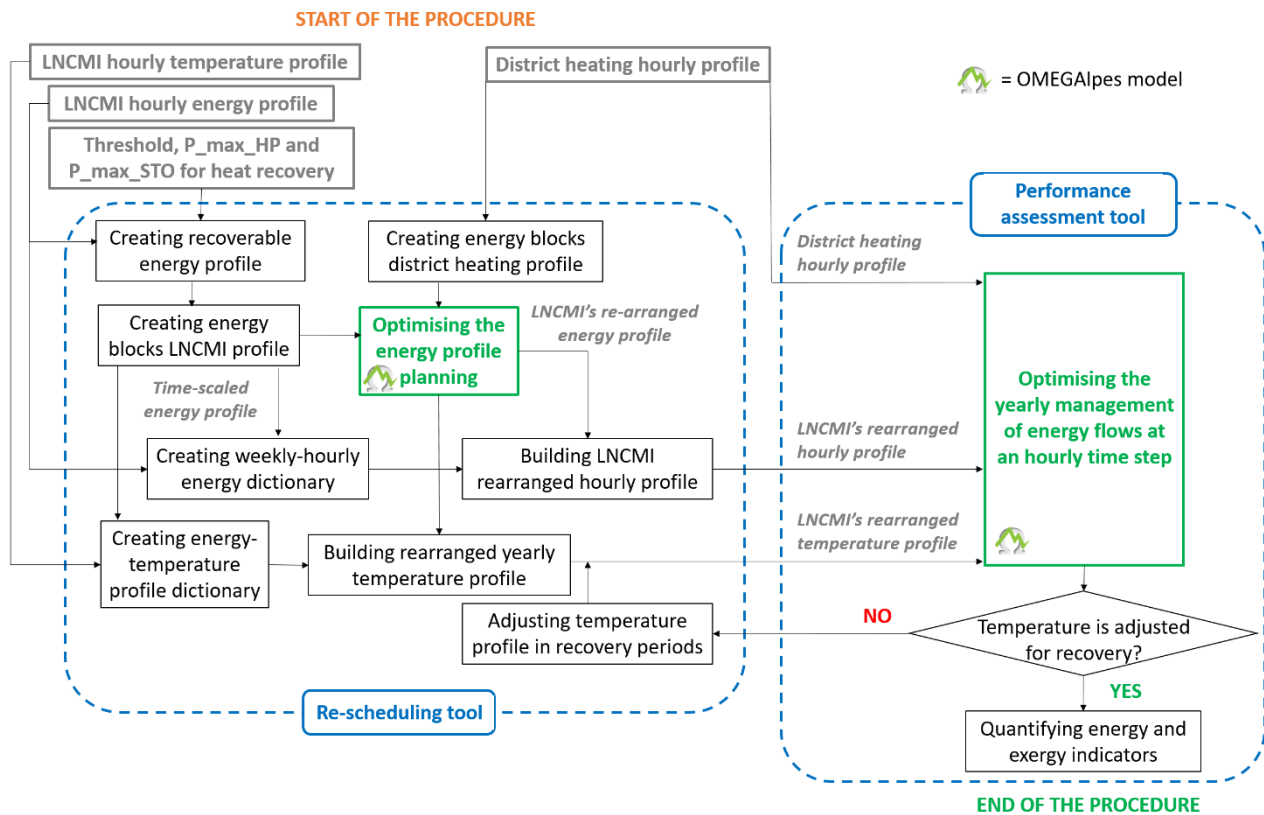 START OF THE PROCEDURE
LNCMI hourly temperature profile
District heating hourly profile
= OMEGAlpes model
LNCMI hourly energy profile
Threshold, P_max_HP and
P_max_STO for heat recovery
Performance
assessment tool
Creating recoverable
energy profile
Creating energy blocks
district heating profile
District heating
hourly profile
Creating energy
blocks LNCMI profile
Optimising the
energy profile
planning
LNCMI's re-arranged
energy profile
Time-scaled
energy profile
Optimising the
yearly management
of energy flows at
an hourly time step
Creating weekly-hourly
energy dictionary
Building LNCMI
rearranged hourly profile
LNCMI's rearranged
hourly profile
Creating energy-
temperature
profile dictionary
Building rearranged yearly
temperature profile
LNCMI's rearranged
temperature profile
Adjusting temperature
profile in recovery periods
NO
Temperature is adjusted
for recovery?
YES
Re-scheduling tool
Quantifying energy and
exergy indicators
END OF THE PROCEDURE